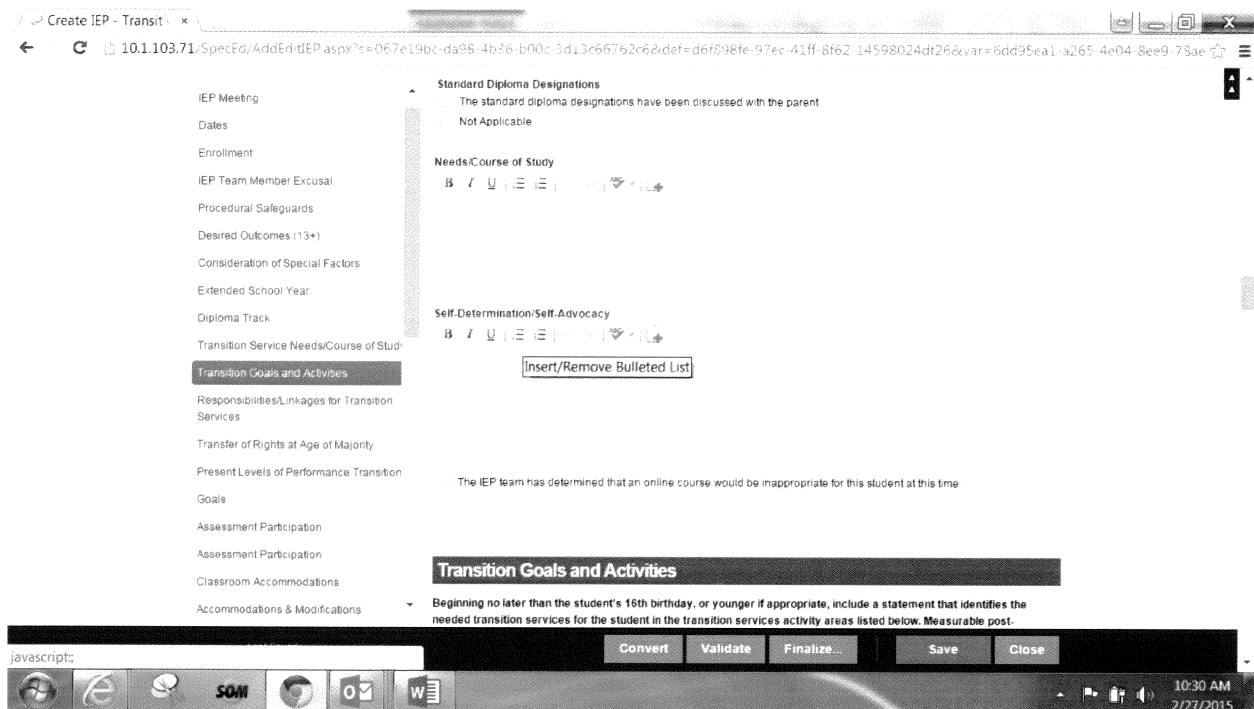 Create IEP - Transit
10.1.103.71/SpecEd/AddEditIEP.aspx?s=067e19bc-da98-4b36-b00c-3d13c66762c6&def=d6f898fe-97ec-41ff-8f62-14598024df26&var=6dd95ea1-a265-4e04-8ee9-78ae
IEP Meeting
Dates
Enrollment
IEP Team Member Excusal
Procedural Safeguards
Desired Outcomes (13+)
Consideration of Special Factors
Extended School Year
Diploma Track
Transition Service Needs/Course of Study
Transition Goals and Activities
Responsibilities/Linkages for Transition
Services
Transfer of Rights at Age of Majority
Present Levels of Performance Transition
Goals
Assessment Participation
Assessment Participation
Classroom Accommodations
Accommodations & Modifications
Standard Diploma Designations
The standard diploma designations have been discussed with the parent
Not Applicable
Needs/Course of Study
B I U ABC
Self-Determination/Self-Advocacy
B I U ABC
Insert/Remove Bulleted List
The IEP team has determined that an online course would be inappropriate for this student at this time
Transition Goals and Activities
Beginning no later than the student's 16th birthday, or younger if appropriate, include a statement that identifies the
needed transition services for the student in the transition services activity areas listed below. Measurable post-
Convert Validate Finalize... Save Close
javascript:;
SOM
10:30 AM
2/27/2015